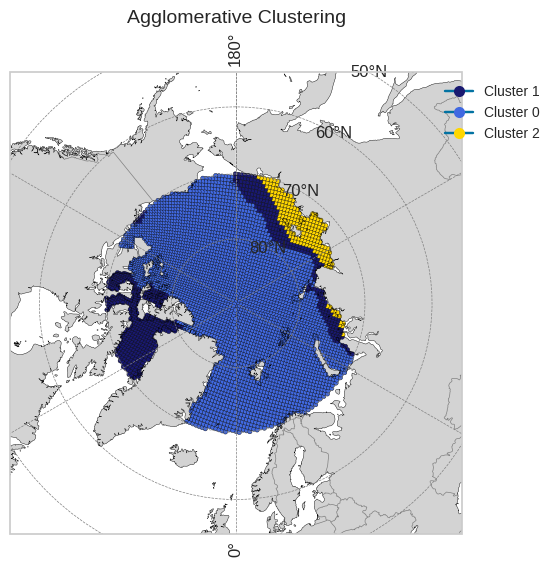 Agglomerative Clustering
180°
50°N
Cluster 1
Cluster 0
Cluster 2
60°N
70°N
80°N
0°